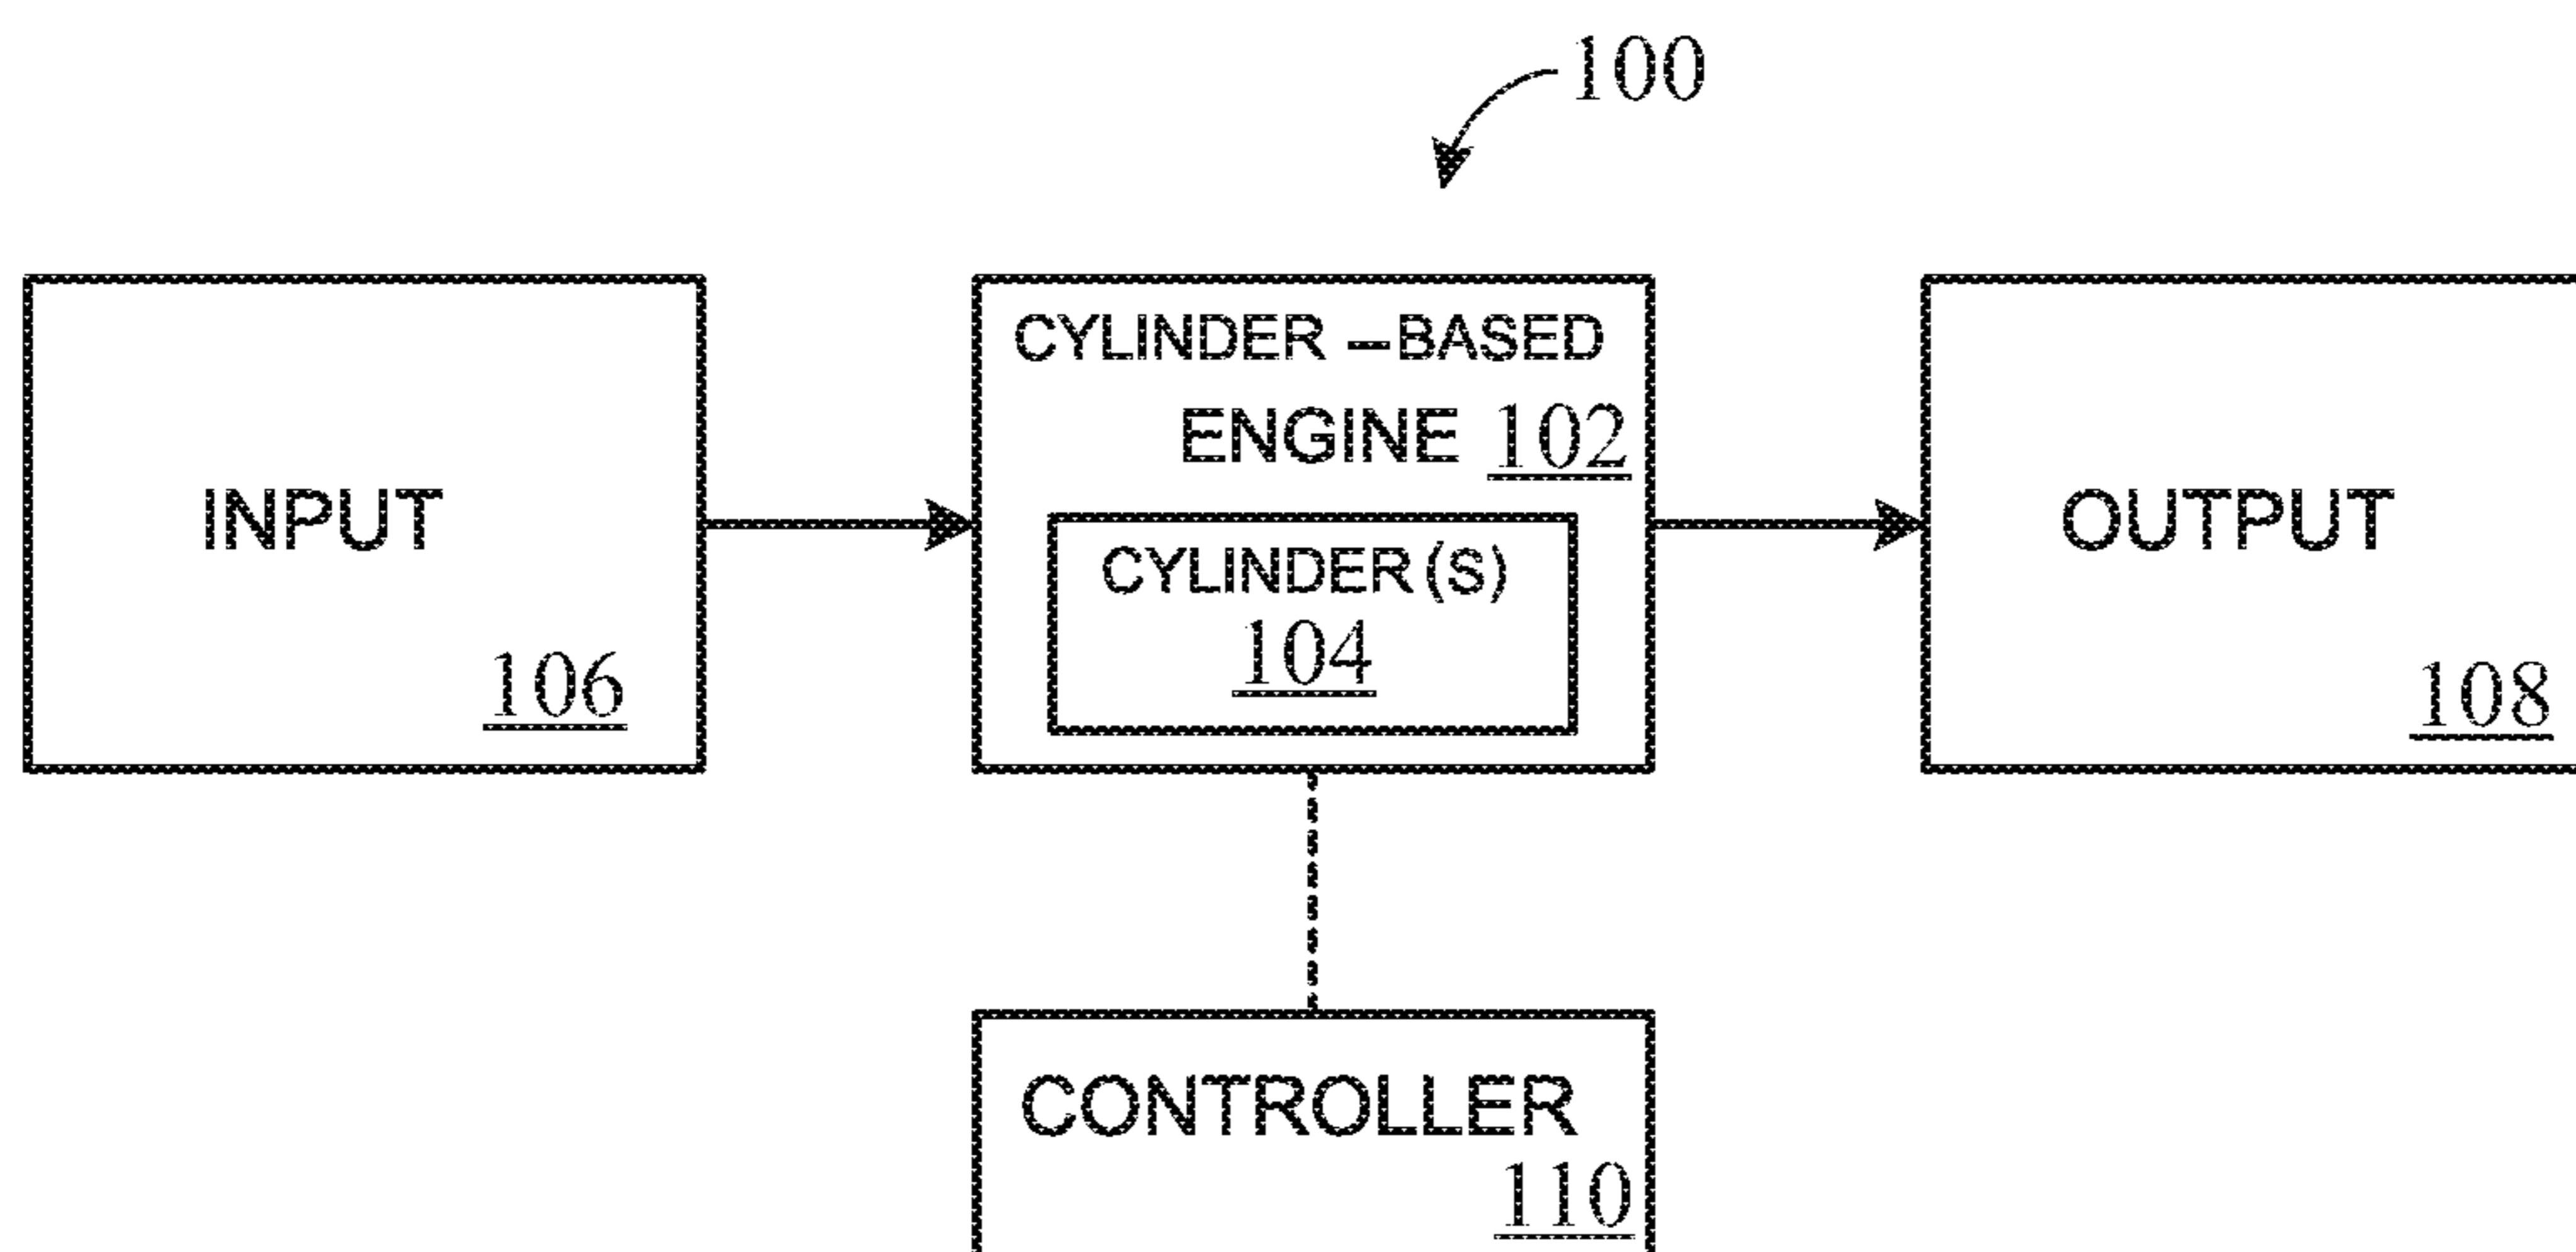 100
CYLINDER –BASED
ENGINE 102
INPUT
106
CYLINDER(S)
104
OUTPUT
108
CONTROLLER
110